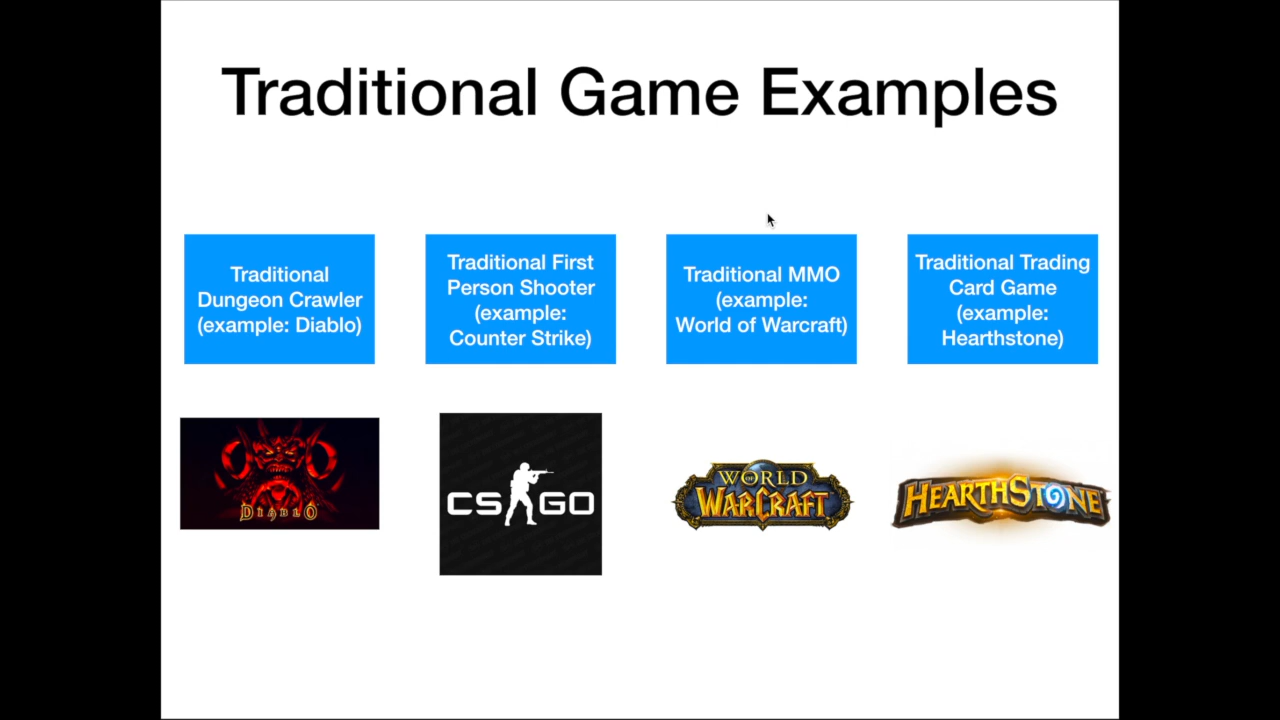 Traditional Game Examples
Traditional
Dungeon Crawler
(example: Diablo)
Traditional First
Person Shooter
(example:
Counter Strike)
Traditional MMO
(example:
World of Warcraft)
Traditional Trading
Card Game
(example:
Hearthstone)
DIABLO
CS GO
WORLD
OF
WARCRAFT
HEARTHSTONE